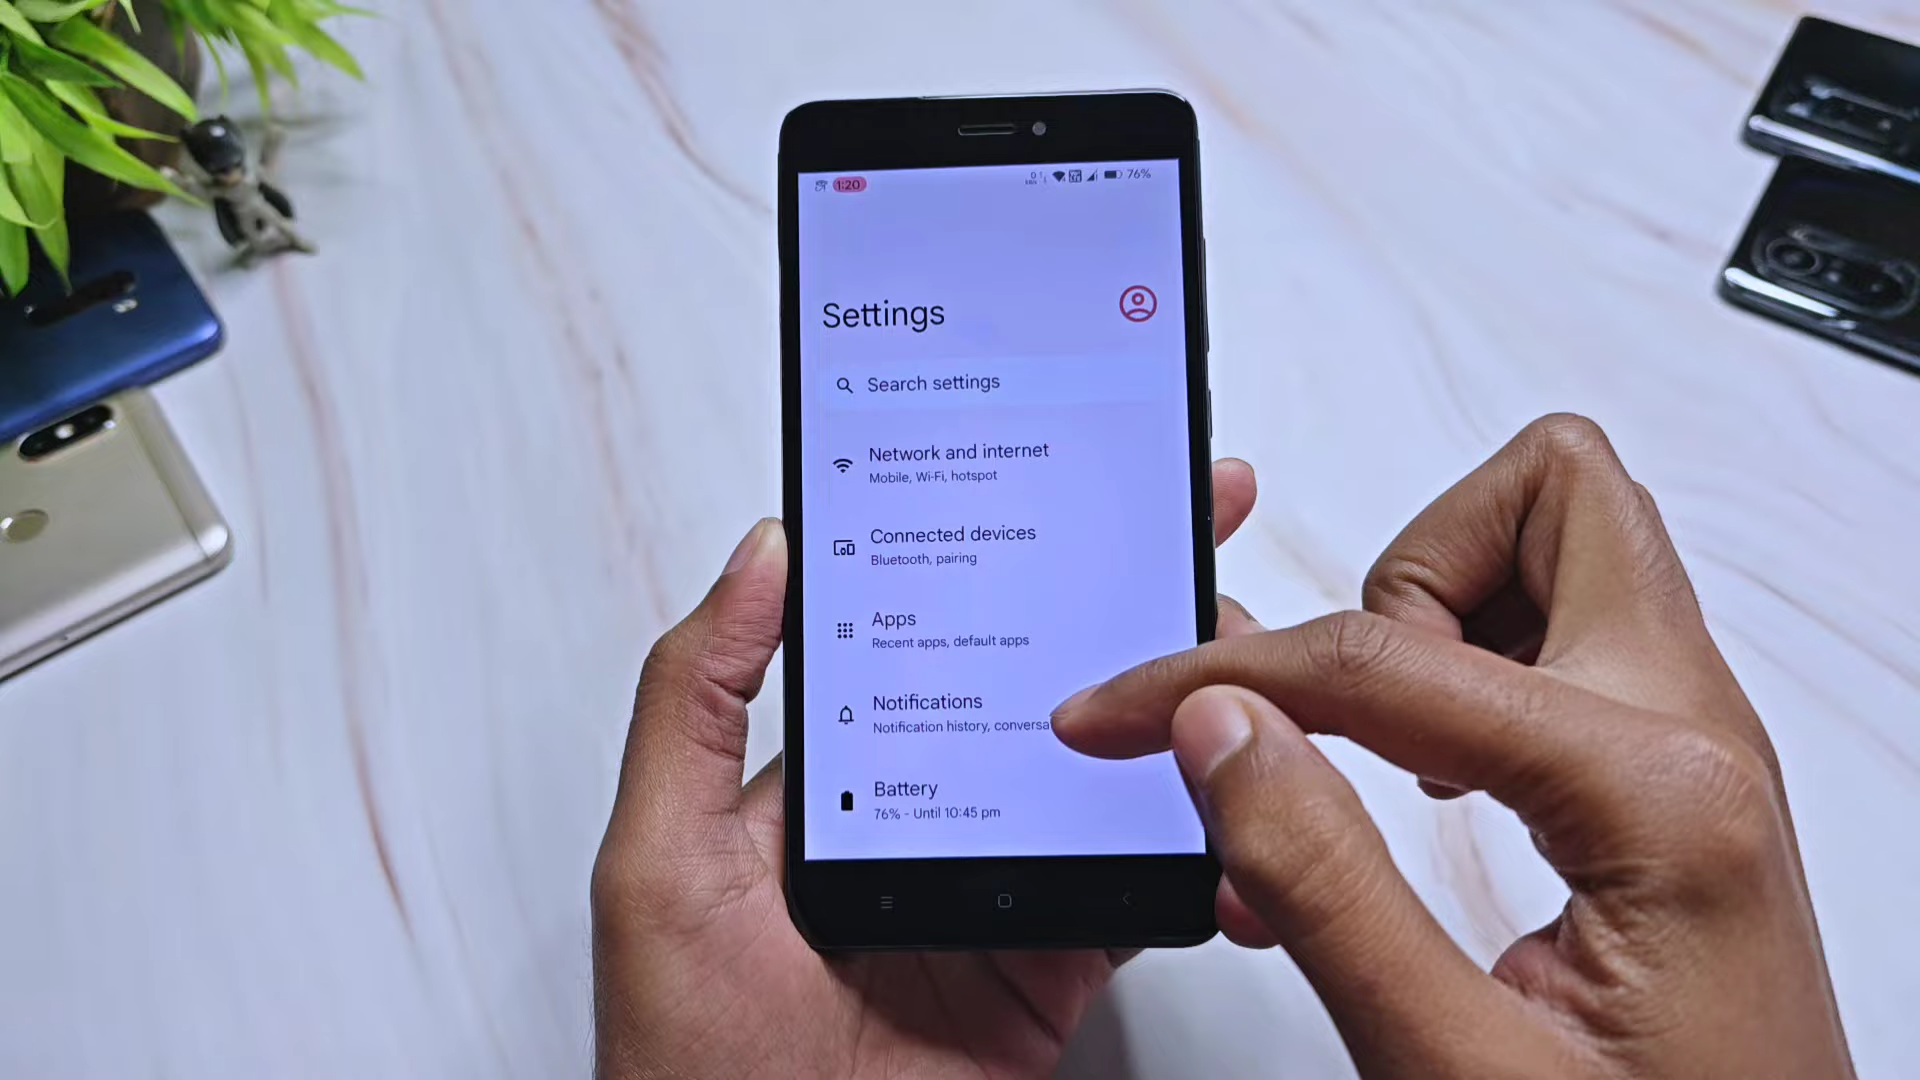 1:20 76%
Settings
Search settings
Network and internet
Mobile, Wi-Fi, hotspot
Connected devices
Bluetooth, pairing
Apps
Recent apps, default apps
Notifications
Notification history, conversa
Battery
76% - Until 10:45 pm